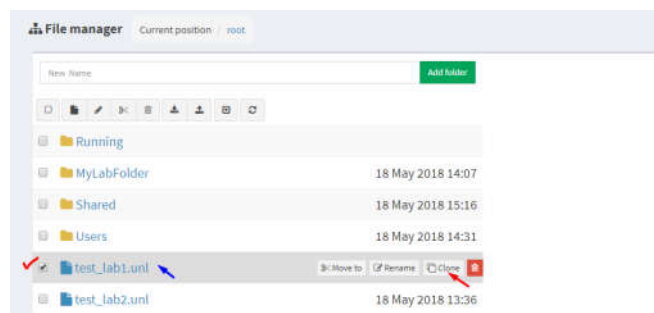 File manager Current position / root
New Name Add folder
Running
MyLabFolder 18 May 2018 14:07
Shared 18 May 2018 15:16
Users 18 May 2018 14:31
test_lab1.unl Move to Rename Clone
test_lab2.unl 18 May 2018 13:36